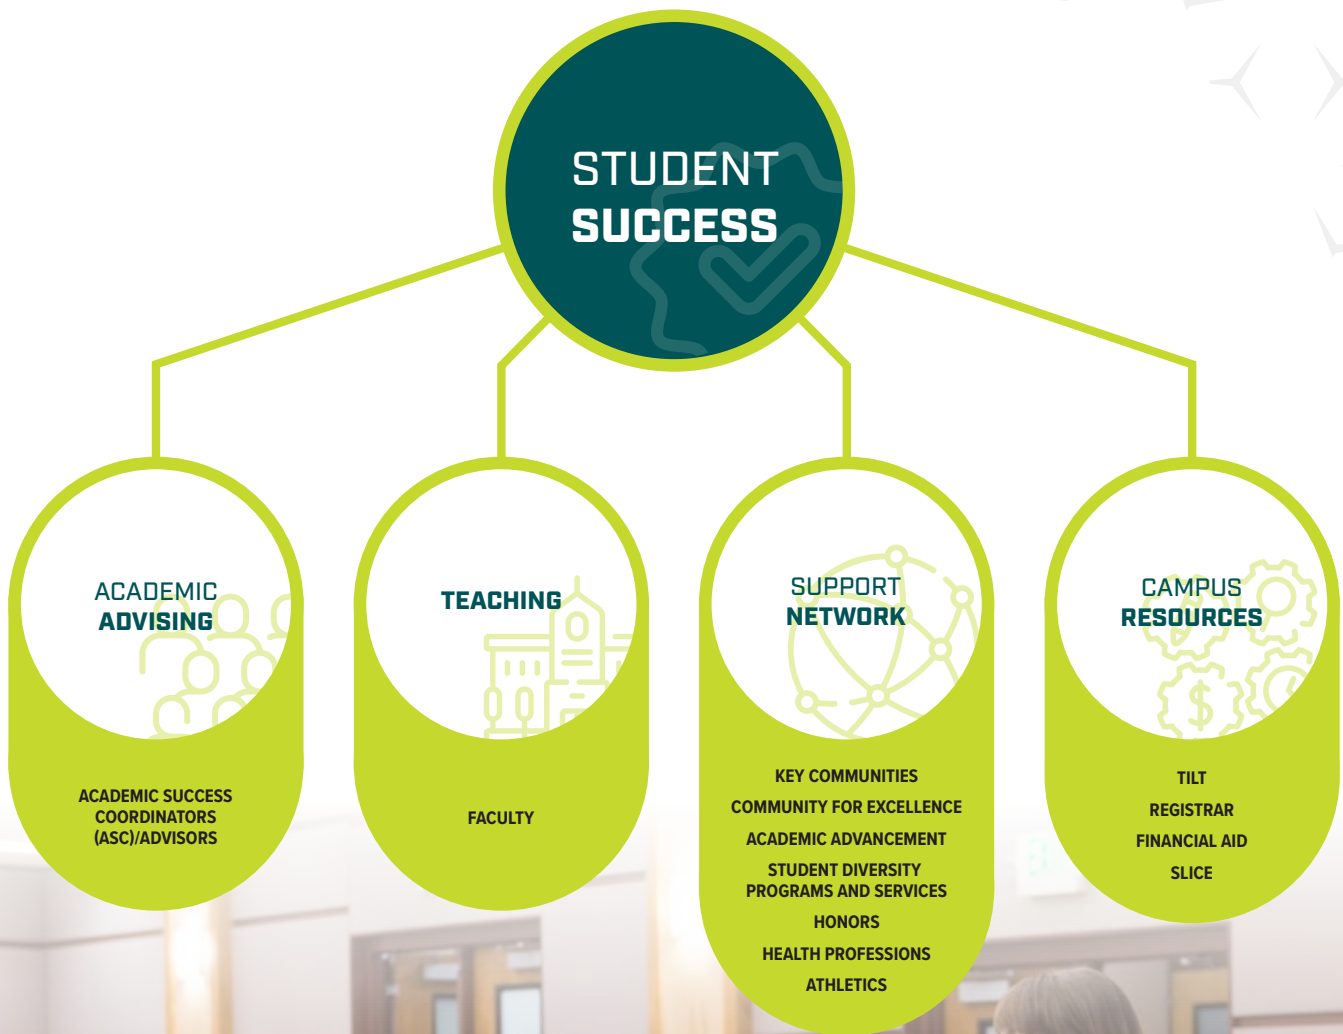 STUDENT
SUCCESS
ACADEMIC
ADVISING
ACADEMIC SUCCESS
COORDINATORS
(ASC)/ADVISORS
TEACHING
FACULTY
SUPPORT
NETWORK
KEY COMMUNITIES
COMMUNITY FOR EXCELLENCE
ACADEMIC ADVANCEMENT
STUDENT DIVERSITY
PROGRAMS AND SERVICES
HONORS
HEALTH PROFESSIONS
ATHLETICS
CAMPUS
RESOURCES
TILT
REGISTRAR
FINANCIAL AID
SLICE